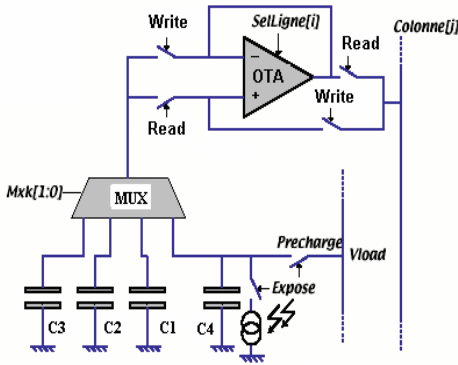 Write
SelLigne[i]
Colonne[j]
Read
−
OTA
+
Write
Read
Mxk[1:0]
MUX
Precharge
Vload
Expose
C3
C2
C1
C4